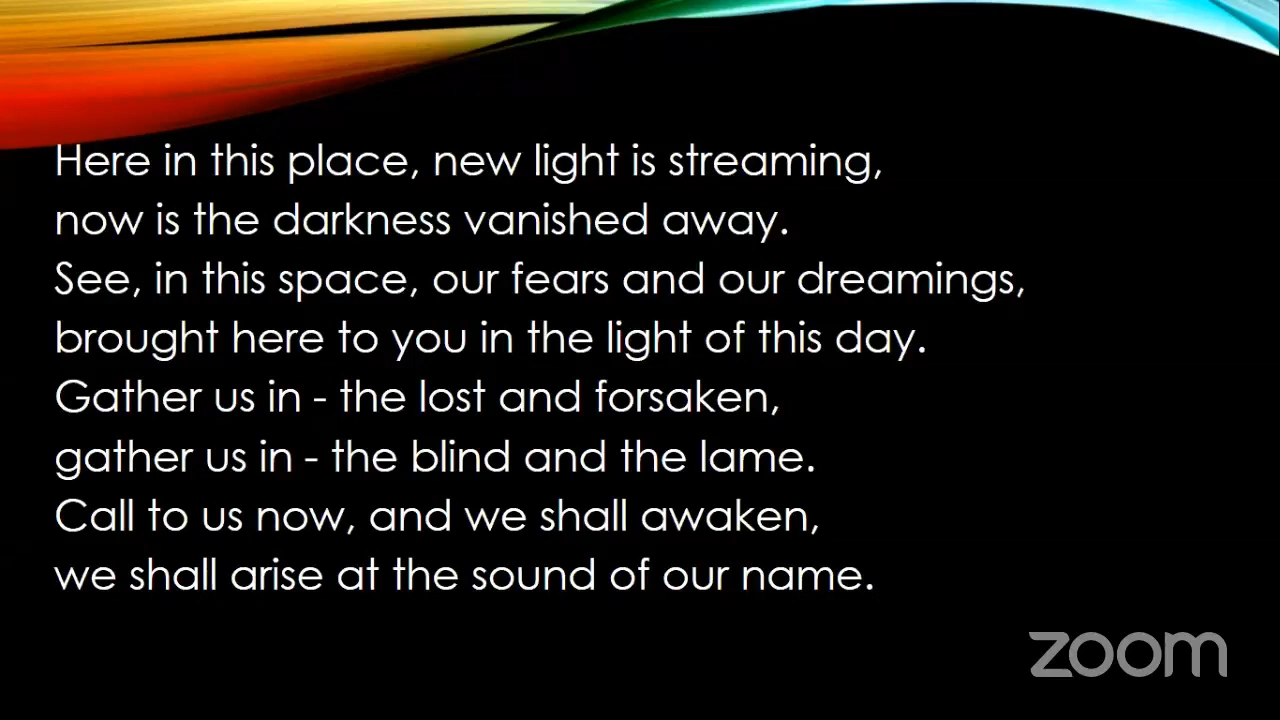 Here in this place, new light is streaming,
now is the darkness vanished away.
See, in this space, our fears and our dreamings,
brought here to you in the light of this day.
Gather us in - the lost and forsaken,
gather us in - the blind and the lame.
Call to us now, and we shall awaken,
we shall arise at the sound of our name.
zoom